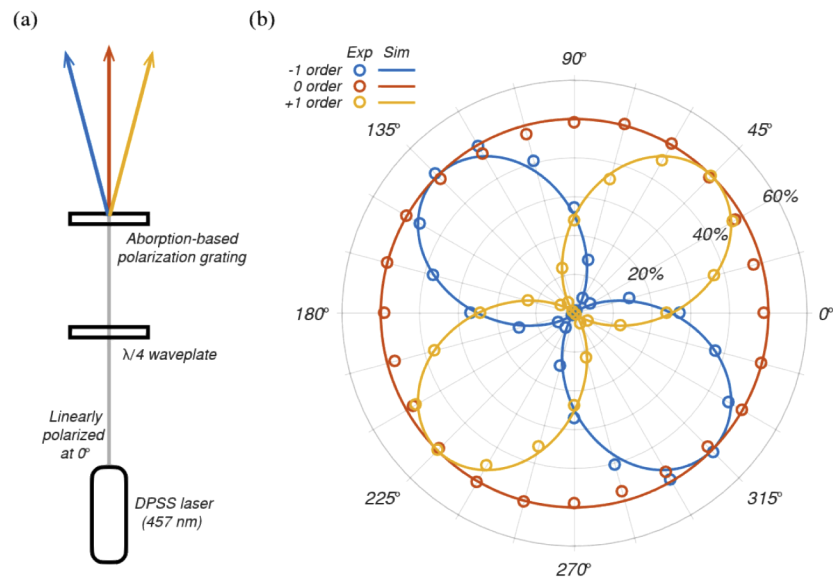 (a)
Aborption-based
polarization grating
λ/4 waveplate
Linearly
polarized
at 0°
DPSS laser
(457 nm)
(b)
Exp Sim
-1 order
0 order
+1 order
90°
135°
45°
60%
40%
20%
180°
0°
225°
315°
270°